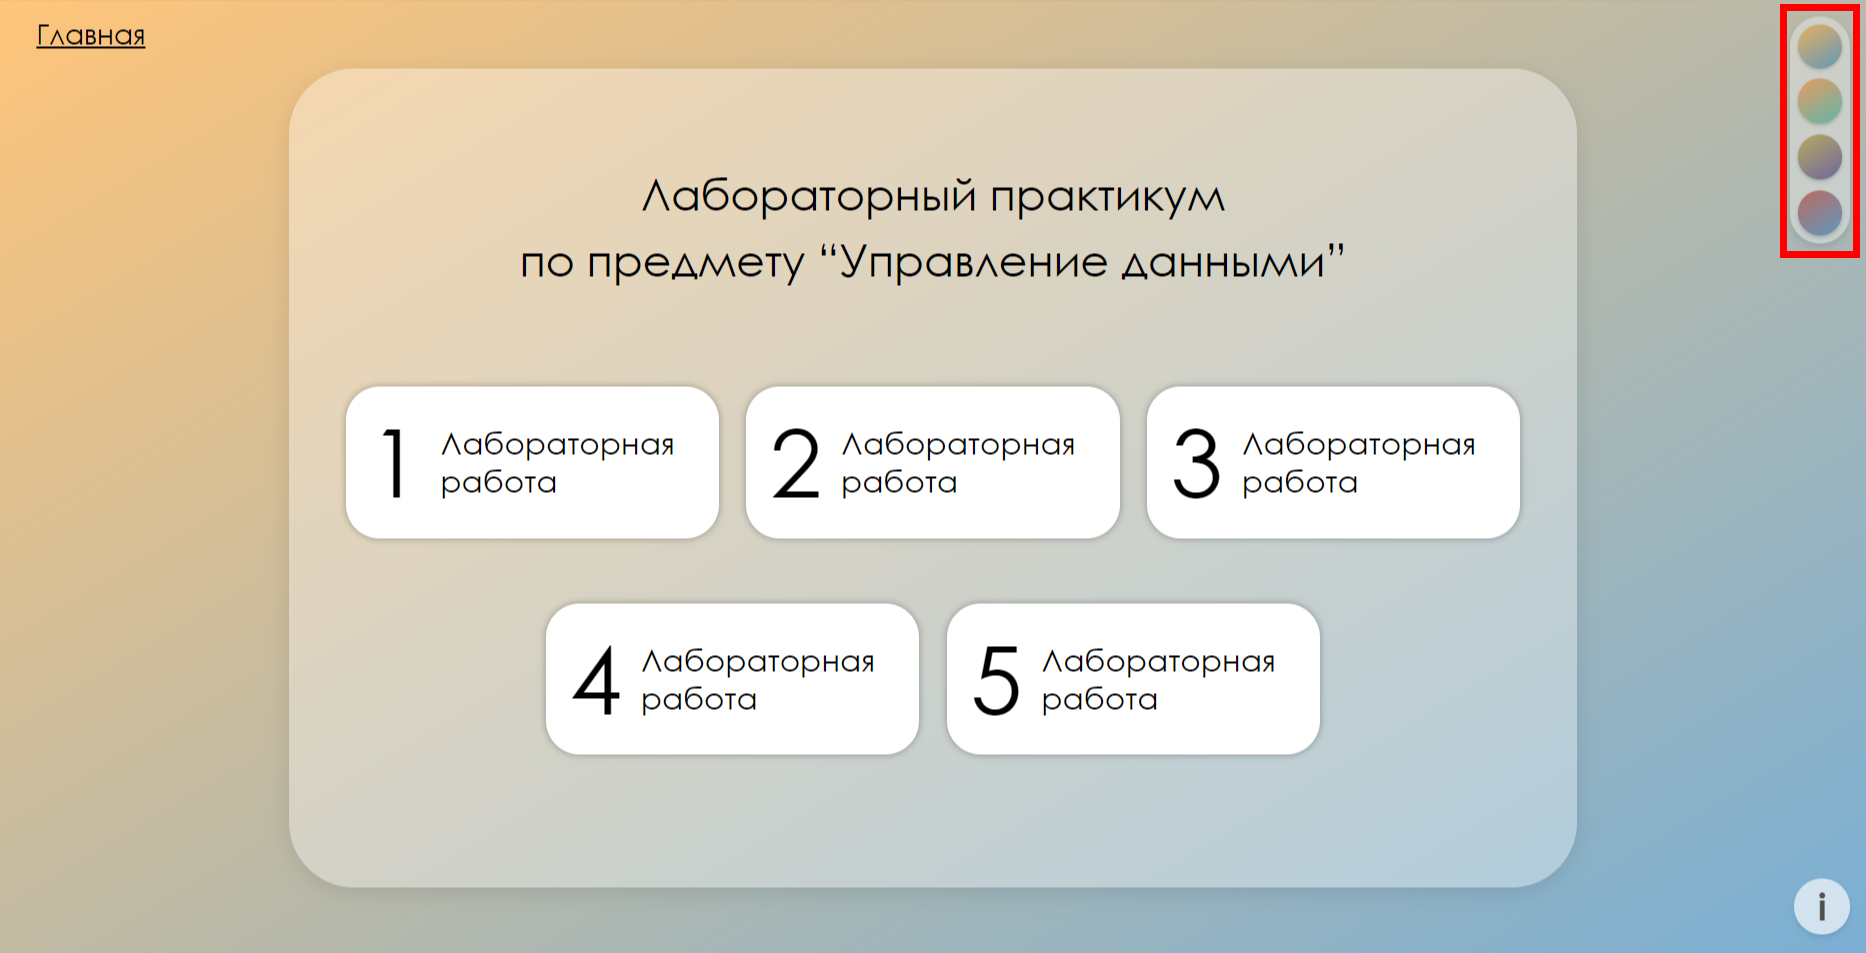 Главная
Лабораторный практикум
по предмету “Управление данными”
1 Лабораторная
работа
2 Лабораторная
работа
3 Лабораторная
работа
4 Лабораторная
работа
5 Лабораторная
работа
i